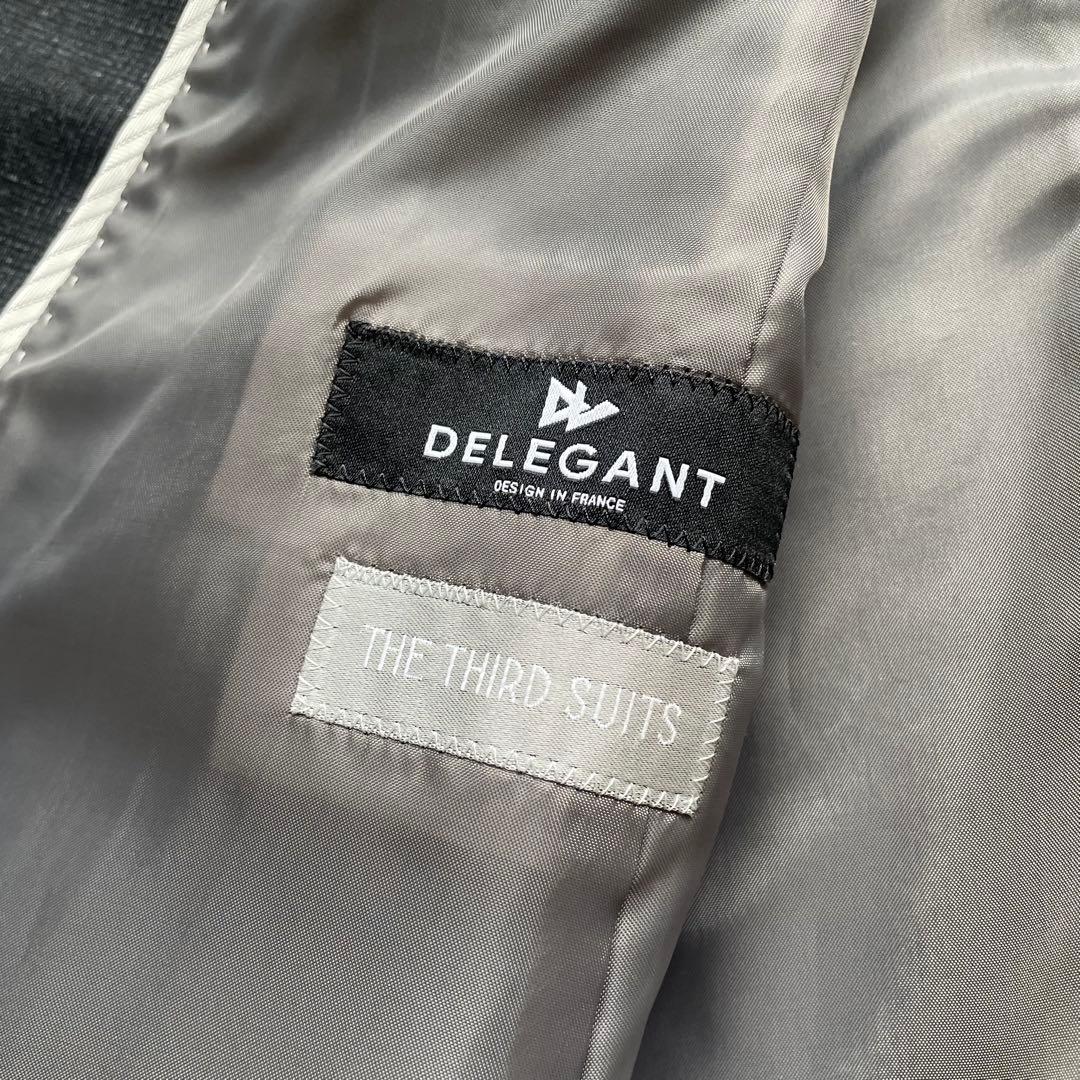 DELEGANT
DESIGN IN FRANCE
THE THIRD SUITS